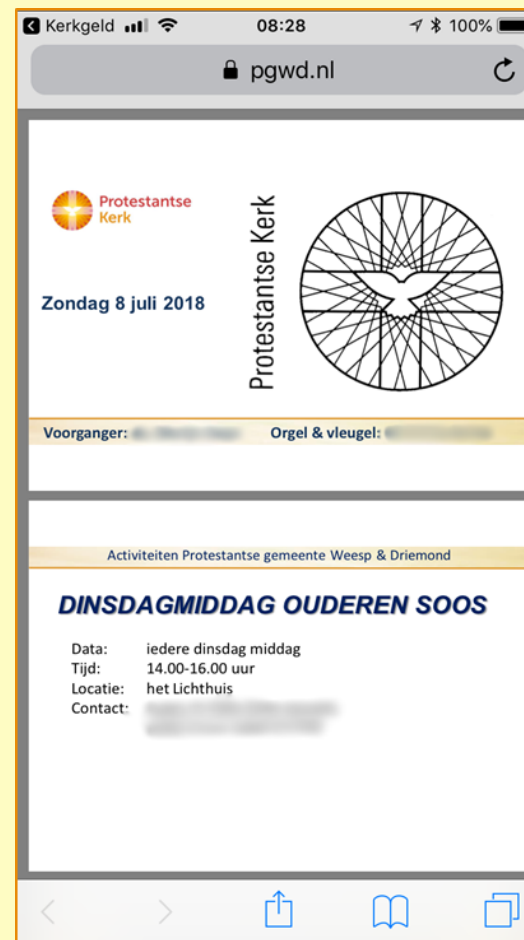 Kerkgeld 08:28 100%
pgwd.nl
Protestantse
Kerk
Protestantse Kerk
Zondag 8 juli 2018
Voorganger: Orgel & vleugel:
Activiteiten Protestantse gemeente Weesp & Driemond
DINSDAGMIDDAG OUDEREN SOOS
Data: iedere dinsdag middag
Tijd: 14.00-16.00 uur
Locatie: het Lichthuis
Contact: